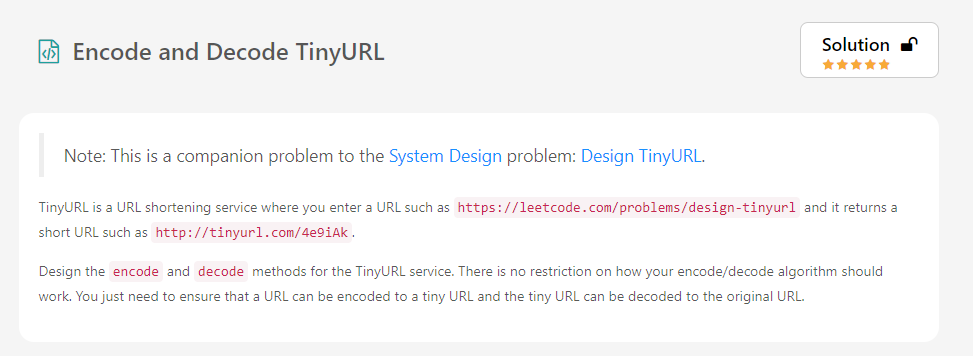 Encode and Decode TinyURL
Solution
Note: This is a companion problem to the System Design problem: Design TinyURL.
TinyURL is a URL shortening service where you enter a URL such as https://leetcode.com/problems/design-tinyurl and it returns a
short URL such as http://tinyurl.com/4e9iAk.
Design the encode and decode methods for the TinyURL service. There is no restriction on how your encode/decode algorithm should
work. You just need to ensure that a URL can be encoded to a tiny URL and the tiny URL can be decoded to the original URL.